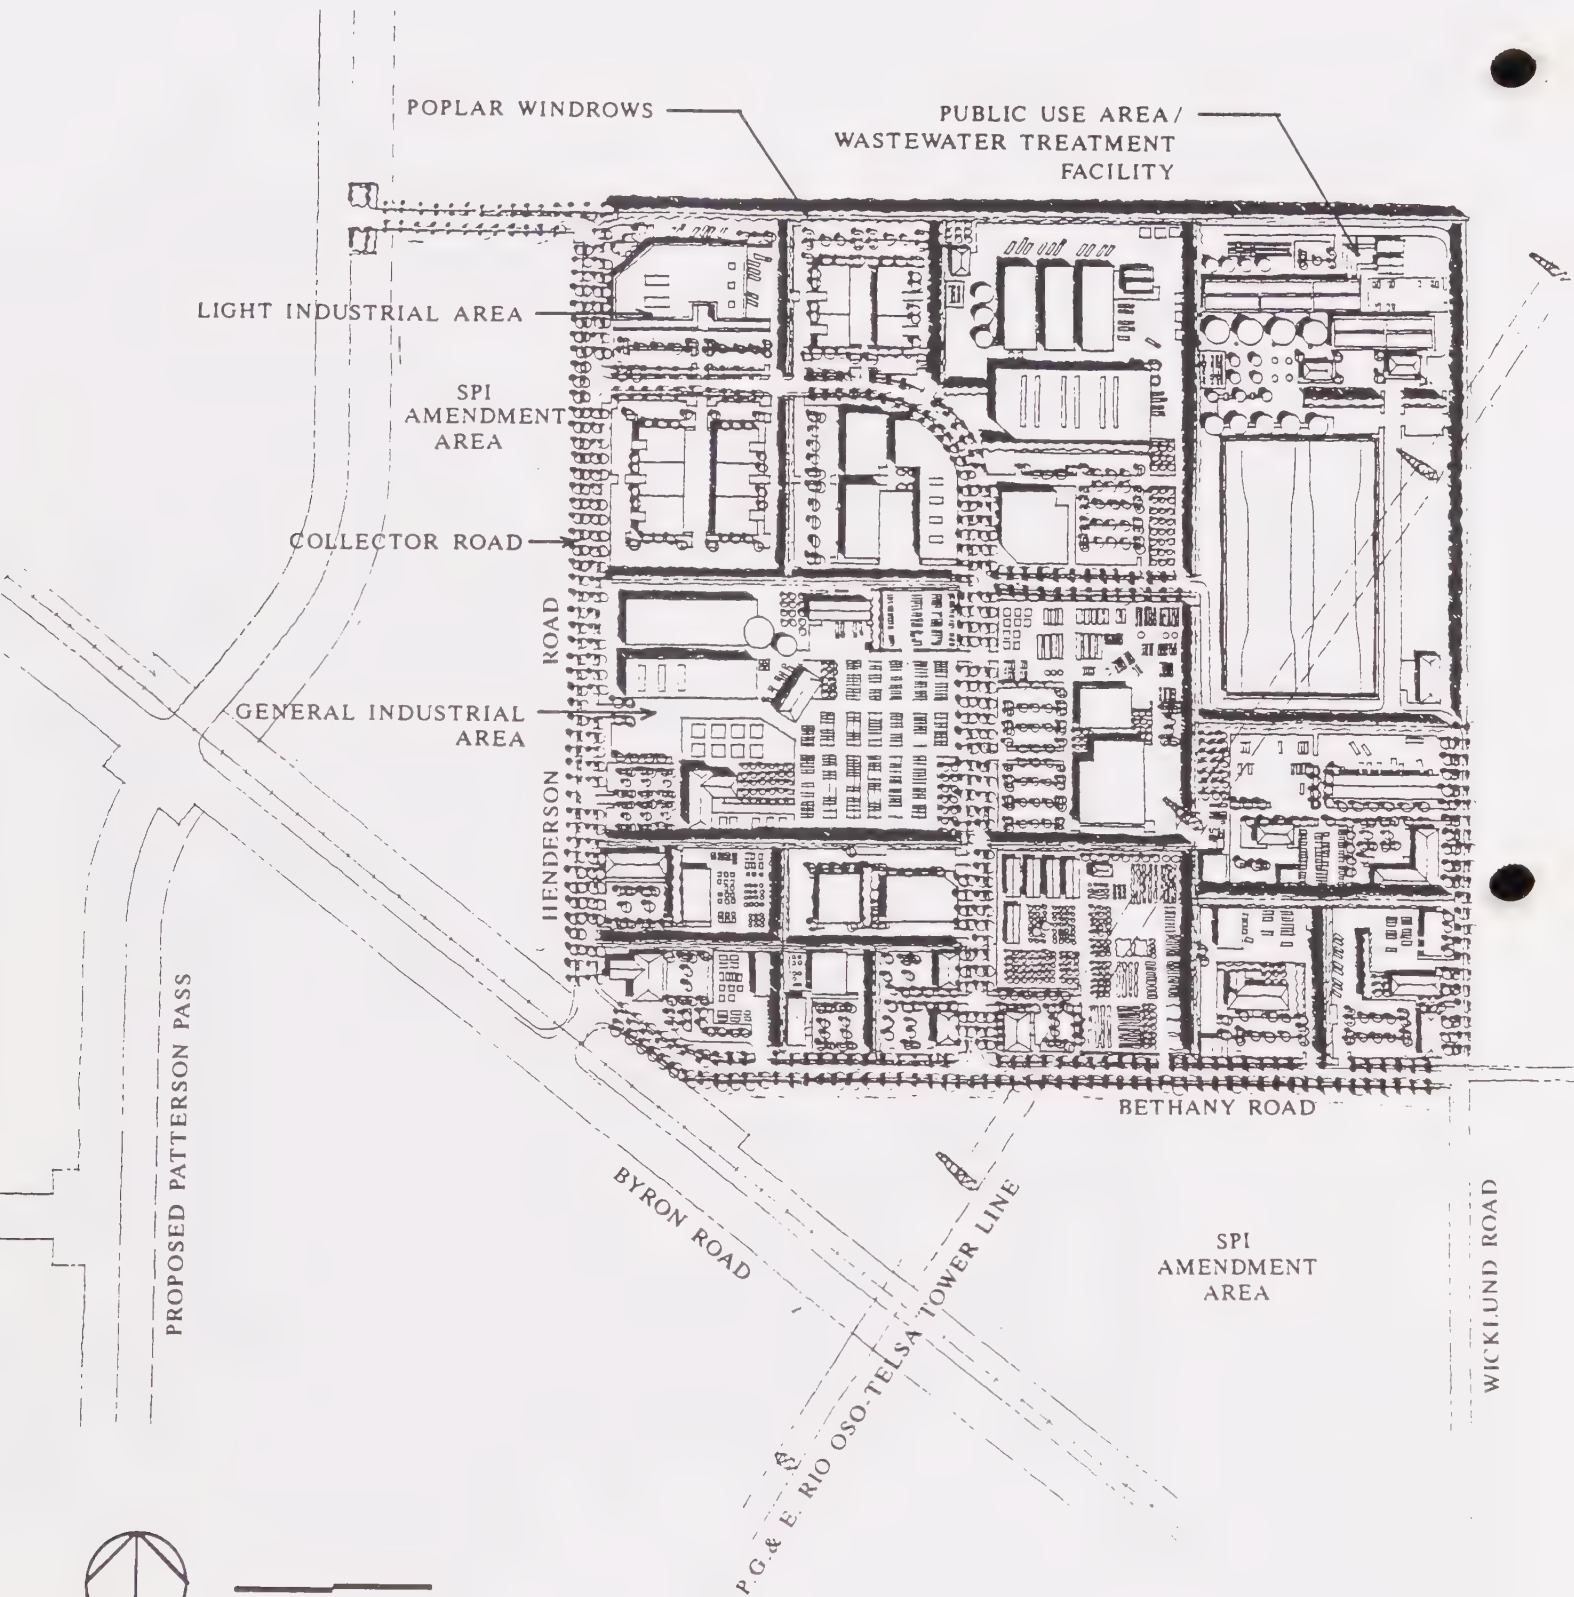 POPLAR WINDROWS
PUBLIC USE AREA/
WASTEWATER TREATMENT
FACILITY
LIGHT INDUSTRIAL AREA
SPI
AMENDMENT
AREA
COLLECTOR ROAD
HENDERSON ROAD
GENERAL INDUSTRIAL
AREA
PROPOSED PATTERSON PASS
BETHANY ROAD
BYRON ROAD
P.G.& E. RIO OSO-TELSA TOWER LINE
SPI
AMENDMENT
AREA
WICKLUND ROAD